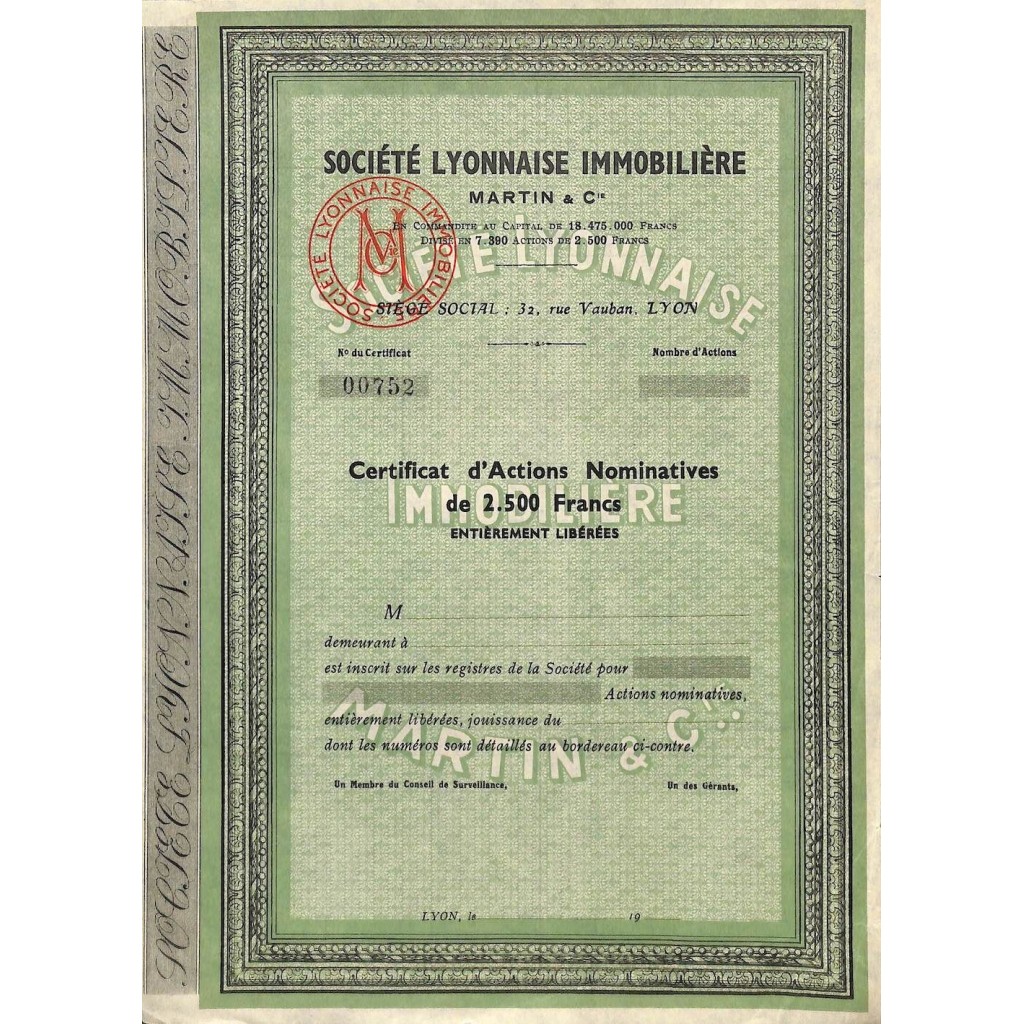 SOCIÉTÉ LYONNAISE IMMOBILIÈRE
SOCIÉTÉ LYONNAISE IMMOBILIÈRE
MARTIN & CIE
EN COMMANDITE AU CAPITAL DE 18.475.000 FRANCS
DIVISÉ EN 7.390 ACTIONS DE 2.500 FRANCS
SOCIÉTÉ LYONNAISE IMMOBILIERE
SOCIÉTÉ LYONNAISE
SIÈGE SOCIAL : 32, rue Vauban, LYON
No du Certificat
Nombre d'Actions
00752
Certificat d'Actions Nominatives
IMMOBILIÈRE
de 2.500 Francs
ENTIÈREMENT LIBÉRÉES
M
demeurant à
est inscrit sur les registres de la Société pour
Actions nominatives,
MARTIN & Cie
entièrement libérées, jouissance du
dont les numéros sont détaillés au bordereau ci-contre.
Un Membre du Conseil de Surveillance,
Un des Gérants,
LYON, le 19